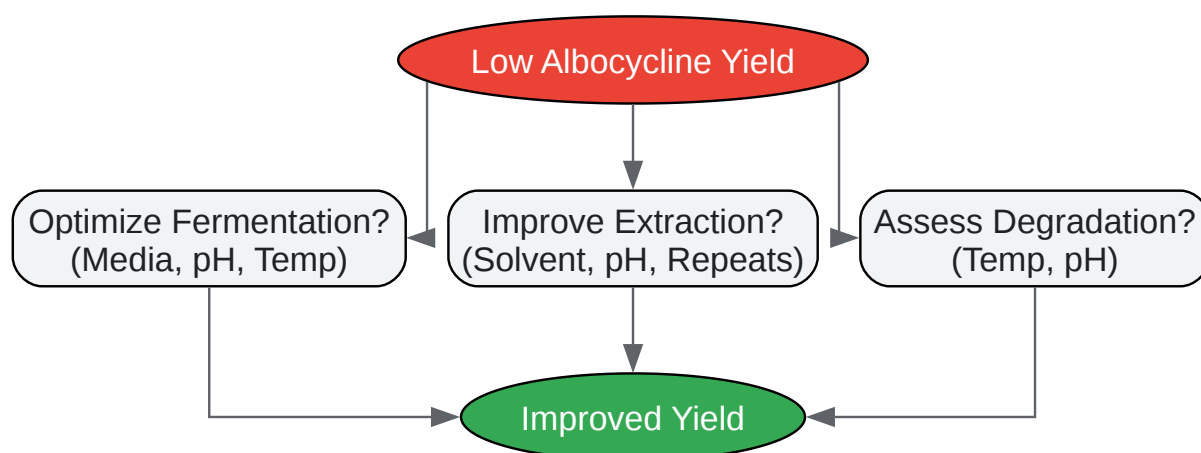 Low Albocycline Yield
Optimize Fermentation?
(Media, pH, Temp)
Improve Extraction?
(Solvent, pH, Repeats)
Assess Degradation?
(Temp, pH)
Improved Yield